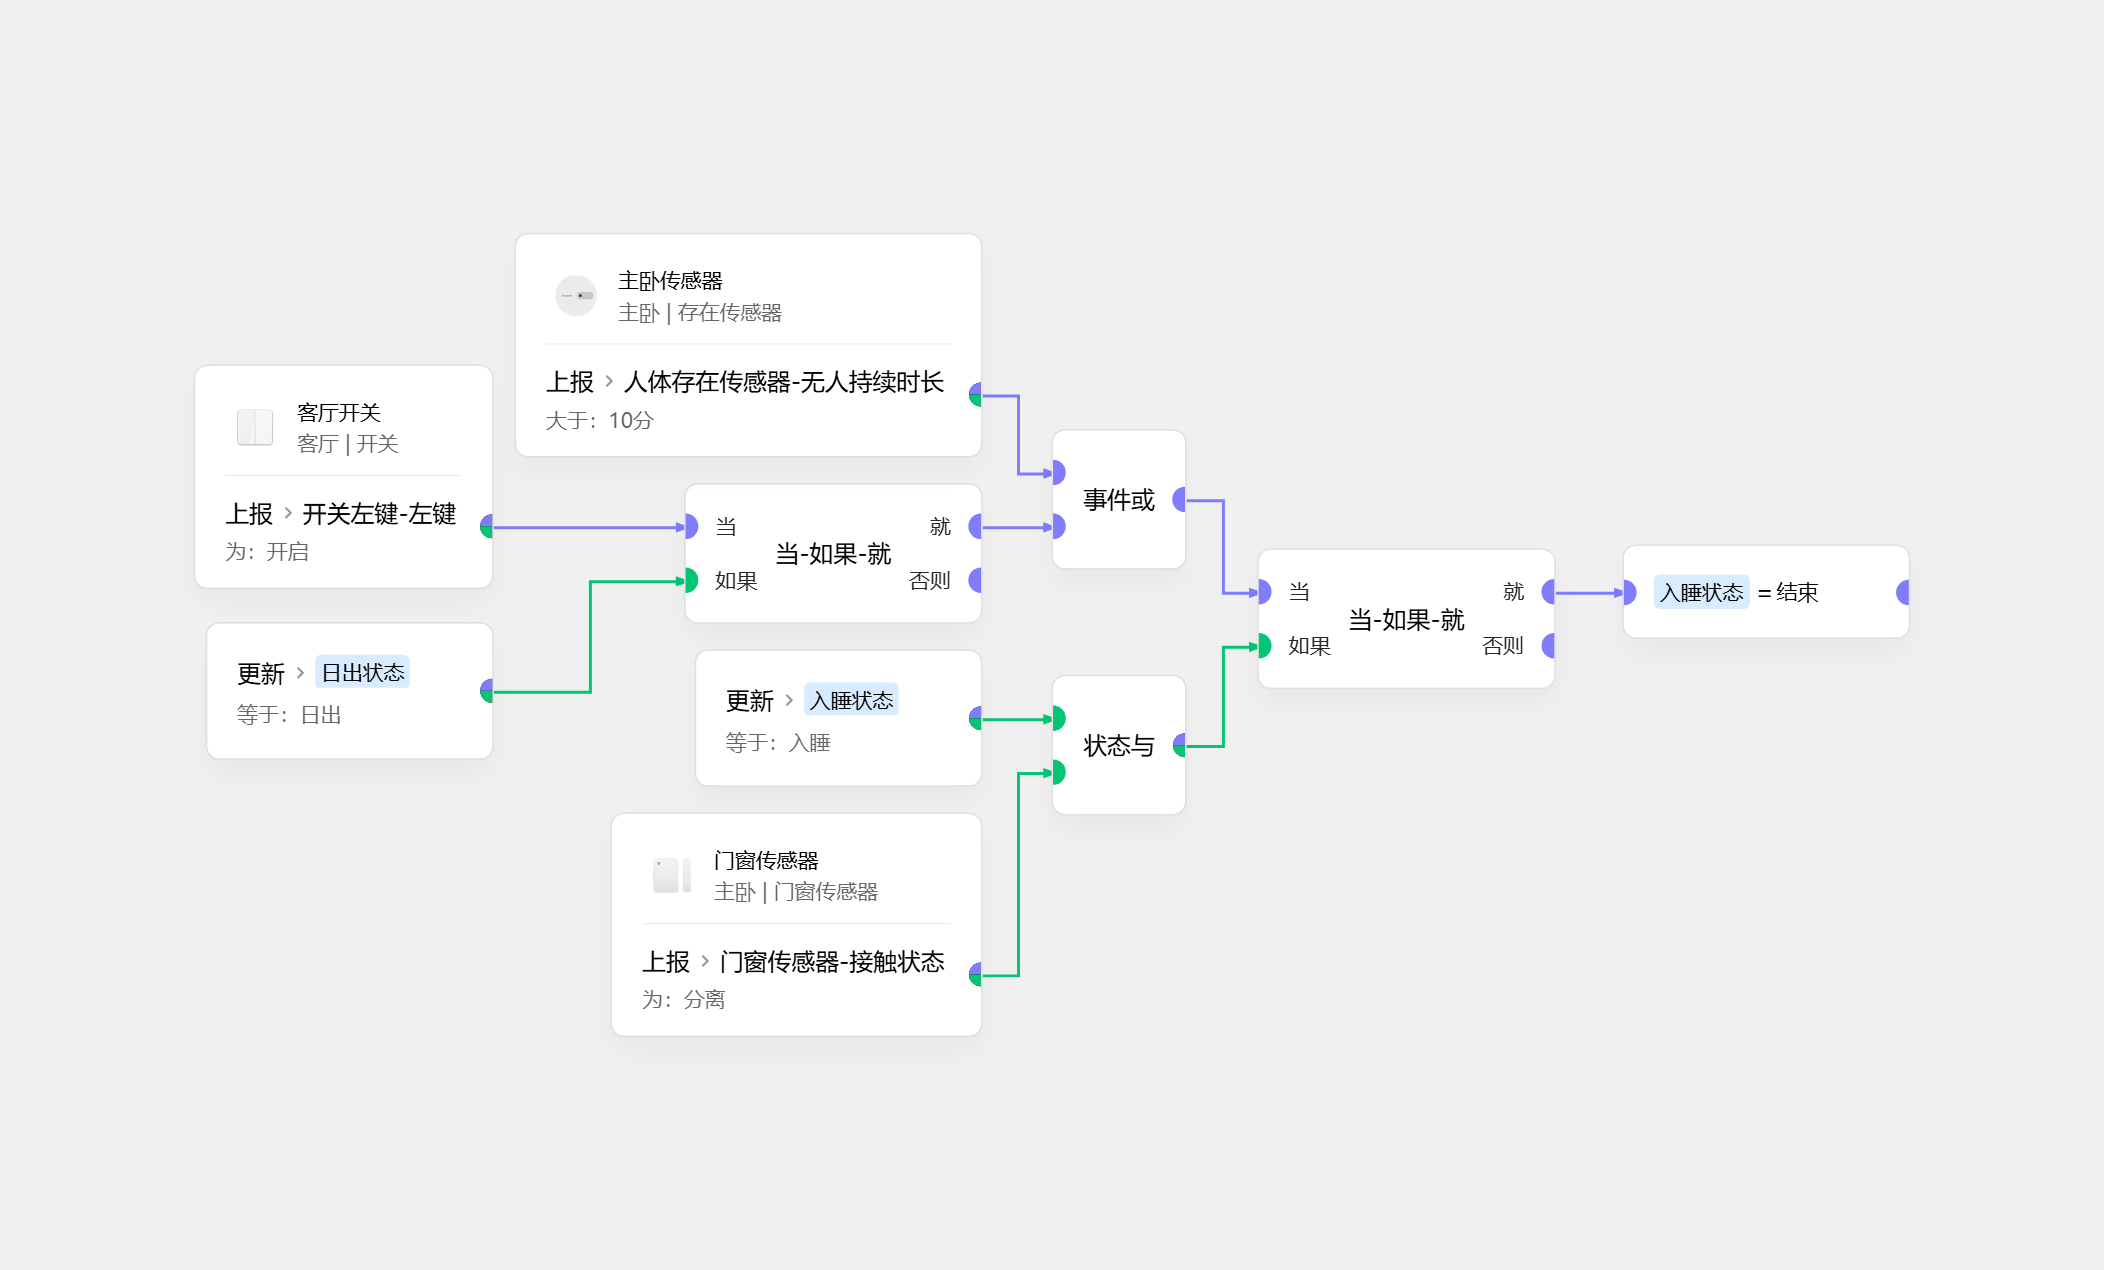 主卧传感器
主卧 | 存在传感器
上报 > 人体存在传感器-无人持续时长
大于：10分
客厅开关
客厅 | 开关
上报 > 开关左键-左键
为：开启
当
就
当-如果-就
如果
否则
事件或
更新 > 日出状态
等于：日出
更新 > 入睡状态
等于：入睡
状态与
当
就
当-如果-就
如果
否则
入睡状态 = 结束
门窗传感器
主卧 | 门窗传感器
上报 > 门窗传感器-接触状态
为：分离